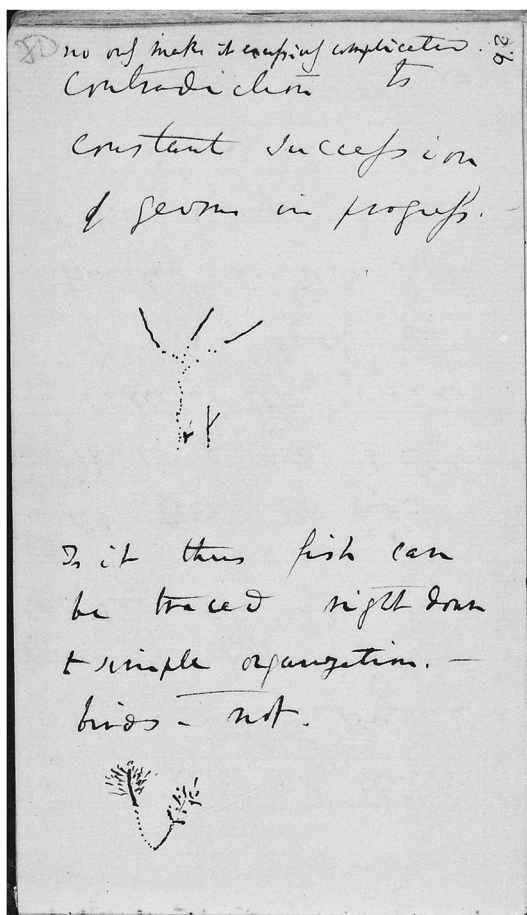 26
no only makes it excessively complicated.
Contradiction to
constant succession
of germs in progress.
Is it thus fish can
be traced right down
to simple organization. —
birds — not.